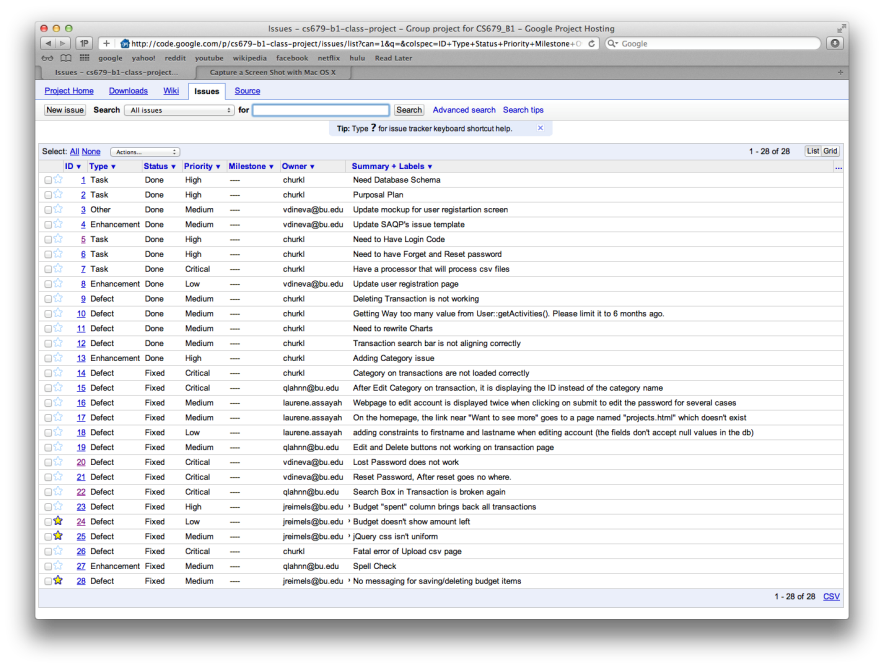 Issues - cs679-b1-class-project - Group project for CS679_B1 - Google Project Hosting
1P + http://code.google.com/p/cs679-b1-class-project/issues/list?can=1&q=&colspec=ID+Type+Status+Priority+Milestone+O Google
google yahoo! reddit youtube wikipedia facebook netflix hulu Read Later
Issues - cs679-b1-class-project... Capture a Screen Shot with Mac OS X +
Project Home Downloads Wiki Issues Source
New issue Search All issues for Search Advanced search Search tips
Tip: Type ? for issue tracker keyboard shortcut help. ×
Select: All None Actions... 1 - 28 of 28 List Grid
ID ▼ Type ▼ Status ▼ Priority ▼ Milestone ▼ Owner ▼ Summary + Labels ▼ ...
1 Task Done High ---- churkl Need Database Schema
2 Task Done High ---- churkl Purposal Plan
3 Other Done Medium ---- vdineva@bu.edu Update mockup for user registartion screen
4 Enhancement Done Medium ---- vdineva@bu.edu Update SAQP's issue template
5 Task Done High ---- churkl Need to Have Login Code
6 Task Done High ---- churkl Need to have Forget and Reset password
7 Task Done Critical ---- churkl Have a processor that will process csv files
8 Enhancement Done Low ---- vdineva@bu.edu Update user registration page
9 Defect Done Medium ---- churkl Deleting Transaction is not working
10 Defect Done Medium ---- churkl Getting Way too many value from User::getActivities(). Please limit it to 6 months ago.
11 Defect Done Medium ---- churkl Need to rewrite Charts
12 Defect Done Medium ---- churkl Transaction search bar is not aligning correctly
13 Enhancement Done High ---- churkl Adding Category issue
14 Defect Fixed Critical ---- churkl Category on transactions are not loaded correctly
15 Defect Fixed Critical ---- qlahnn@bu.edu After Edit Category on transaction, it is displaying the ID instead of the category name
16 Defect Fixed Medium ---- laurene.assayah Webpage to edit account is displayed twice when clicking on submit to edit the password for several cases
17 Defect Fixed Medium ---- laurene.assayah On the homepage, the link near "Want to see more" goes to a page named "projects.html" which doesn't exist
18 Defect Fixed Low ---- laurene.assayah adding constraints to firstname and lastname when editing account (the fields don't accept null values in the db)
19 Defect Fixed Medium ---- qlahnn@bu.edu Edit and Delete buttons not working on transaction page
20 Defect Fixed Critical ---- vdineva@bu.edu Lost Password does not work
21 Defect Fixed Critical ---- vdineva@bu.edu Reset Password, After reset goes no where.
22 Defect Fixed Critical ---- qlahnn@bu.edu Search Box in Transaction is broken again
23 Defect Fixed High ---- jreimels@bu.edu Budget "spent" column brings back all transactions
24 Defect Fixed Low ---- jreimels@bu.edu Budget doesn't show amount left
25 Defect Fixed Medium ---- jreimels@bu.edu jQuery css isn't uniform
26 Defect Fixed Critical ---- churkl Fatal error of Upload csv page
27 Enhancement Fixed Medium ---- qlahnn@bu.edu Spell Check
28 Defect Fixed Medium ---- jreimels@bu.edu No messaging for saving/deleting budget items
1 - 28 of 28 CSV